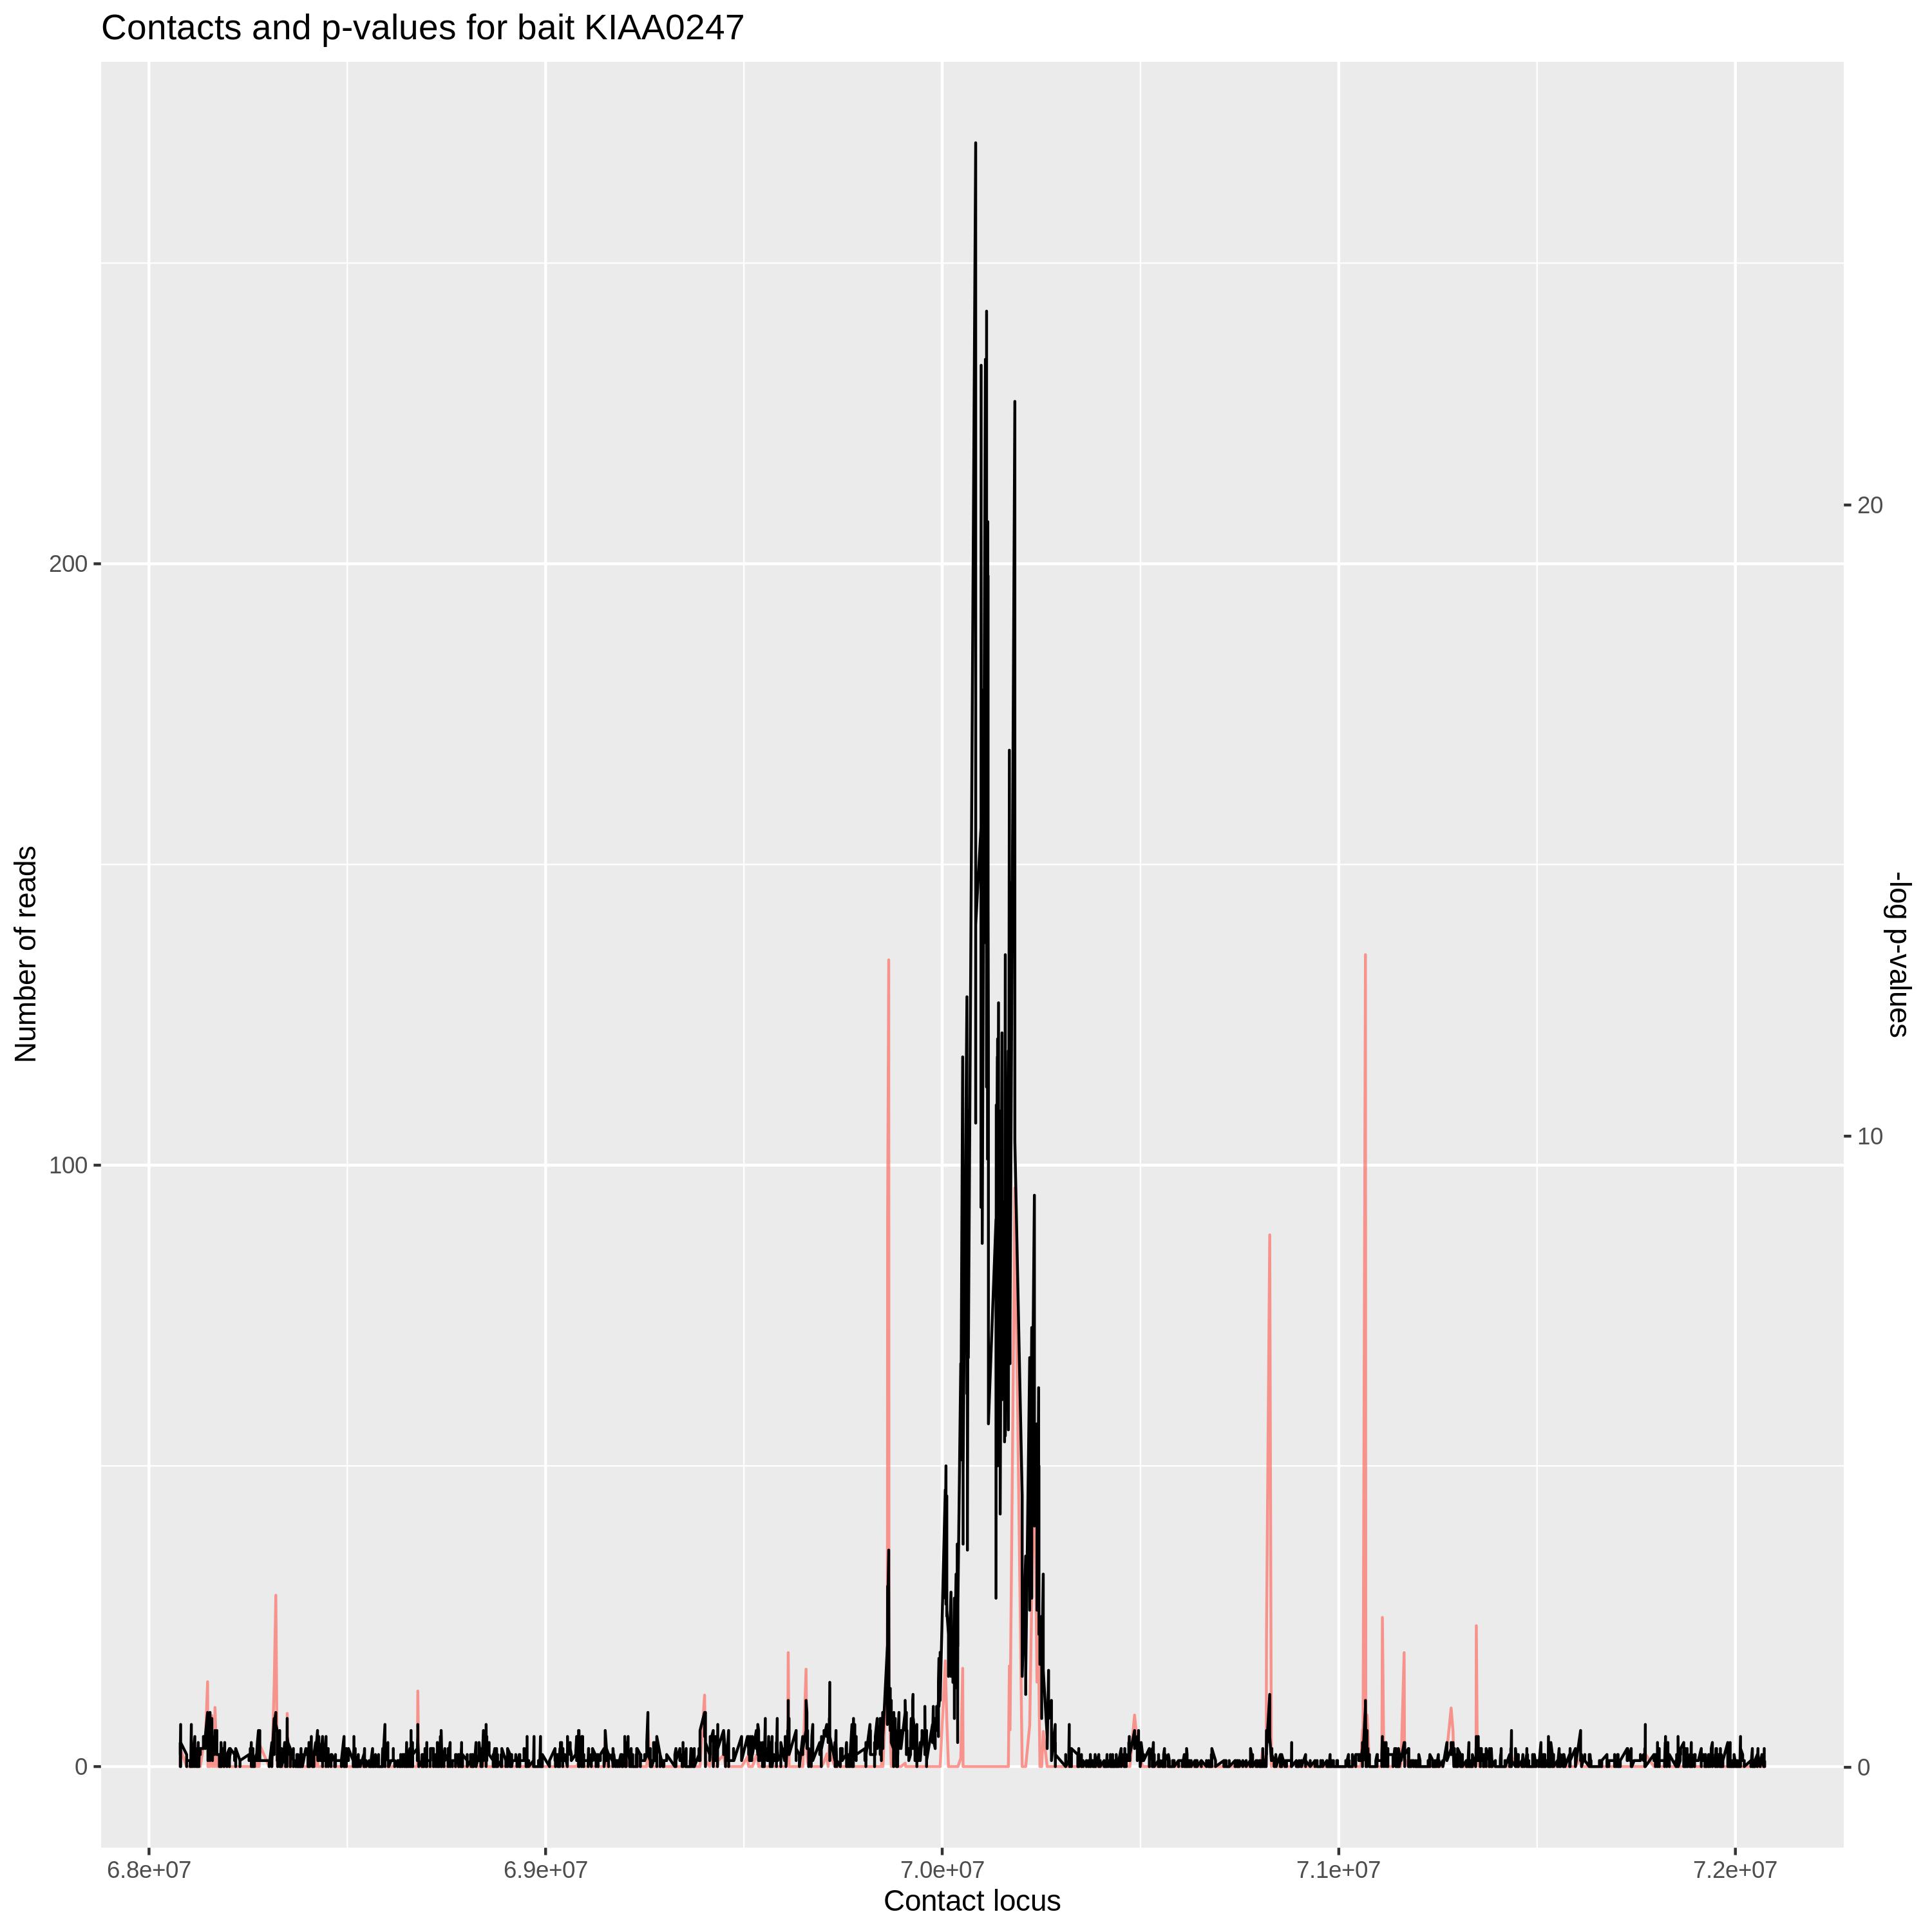 Contacts and p-values for bait KIAA0247
Number of reads
200
100
0
20
10
0
-log p-values
6.8e+07 6.9e+07 7.0e+07 7.1e+07 7.2e+07
Contact locus